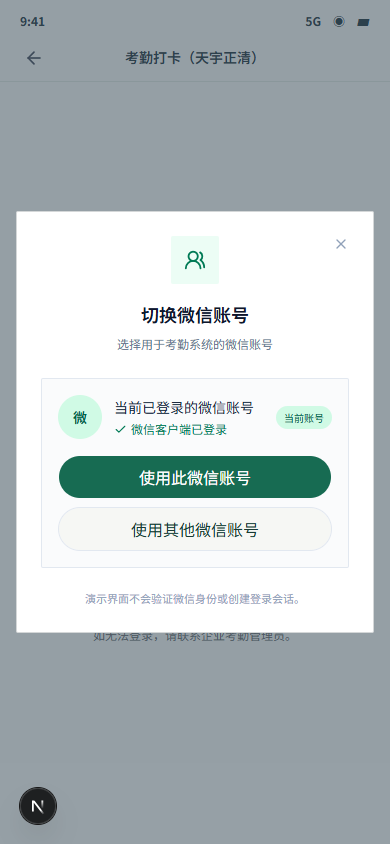 9:41
5G
考勤打卡（天宇正清）
切换微信账号
选择用于考勤系统的微信账号
微
当前已登录的微信账号
微信客户端已登录
当前账号
使用此微信账号
使用其他微信账号
演示界面不会验证微信身份或创建登录会话。
如无法登录，请联系企业考勤管理员。
N